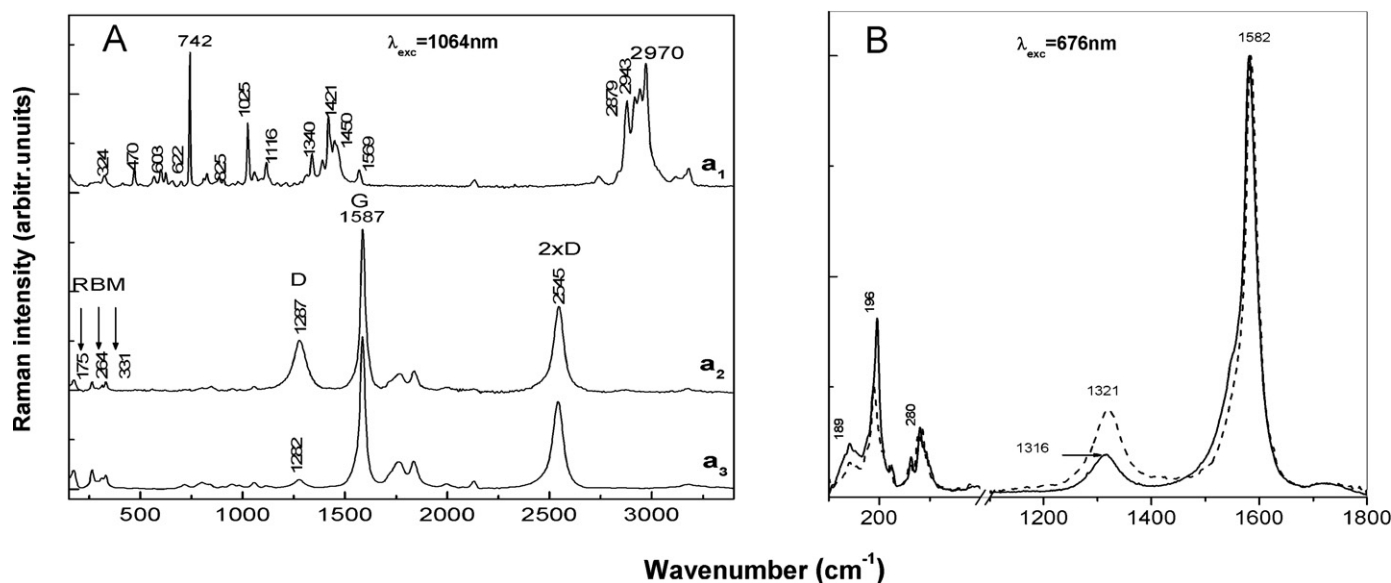 A
λexc=1064nm
742
2970
2943
2879
1025
1421
1450
1340
1116
1569
324
470
603
622
825
a1
G
1587
2xD
RBM
D
1287
2545
175
264
331
a2
1282
a3
500 1000 1500 2000 2500 3000
Raman intensity (arbitr.unuits)
B
λexc=676nm
1582
196
189
280
1321
1316
200 1200 1400 1600 1800
Wavenumber (cm-1)